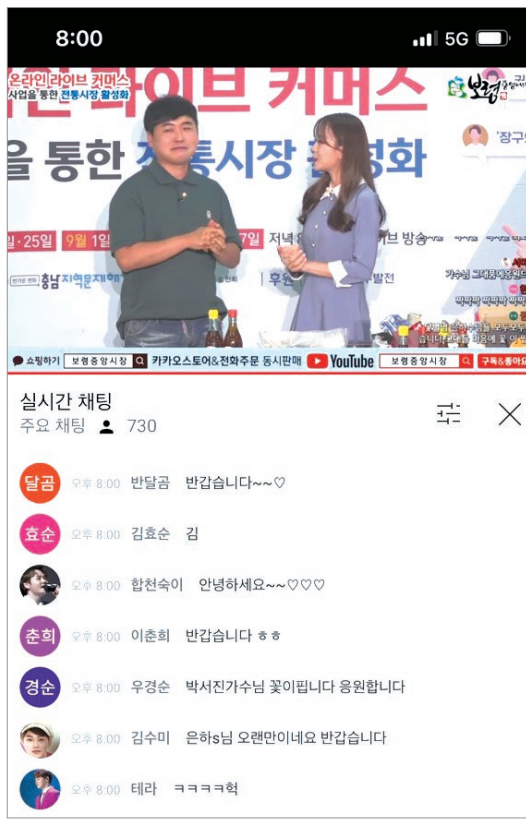 8:00
5G
온라인 라이브 커머스
사업을 통한 전통시장 활성화
인 라이브 커머스
보령
'장구의
을 통한 전통시장 활성화
일·25일 9월 1일
7일 저녁
브 방송
충남 지역문제해
후원
발전
쇼핑하기 보령중앙시장 카카오스토어&전화주문 동시판매 YouTube 보령중앙시장 구독&좋아요
실시간 채팅
주요 채팅 730
달곰 오후 8:00 반달곰 반갑습니다~~♡
효순 오후 8:00 김효순 김
오후 8:00 합천숙이 안녕하세요~~♡♡♡
춘희 오후 8:00 이춘희 반갑습니다 ㅎㅎ
경순 오후 8:00 우경순 박서진가수님 꽃이핍니다 응원합니다
오후 8:00 김수미 은하s님 오랜만이네요 반갑습니다
오후 8:00 테라 ㅋㅋㅋㅋ헉